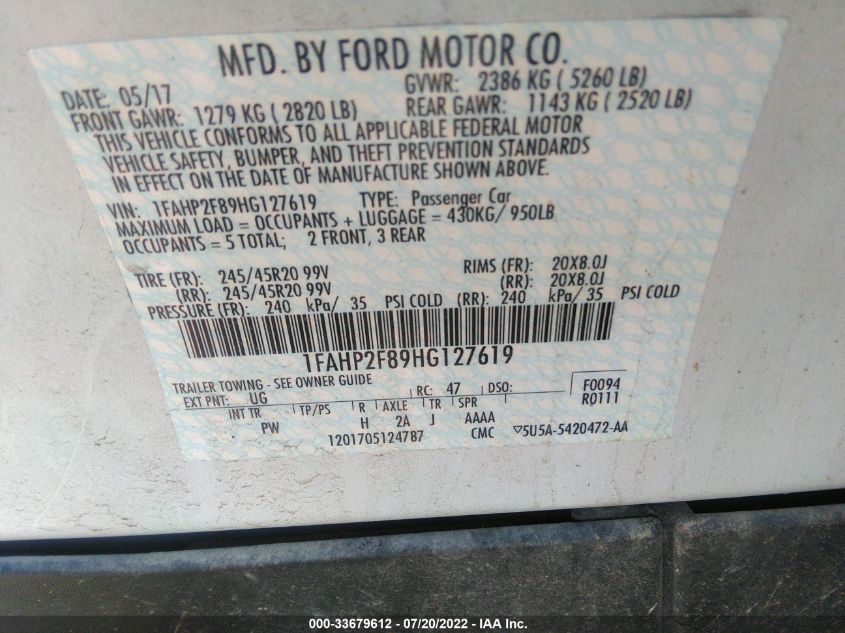 MFD. BY FORD MOTOR CO.
DATE: 05/17 GVWR: 2386 KG ( 5260 LB)
FRONT GAWR: 1279 KG ( 2820 LB) REAR GAWR: 1143 KG ( 2520 LB)
THIS VEHICLE CONFORMS TO ALL APPLICABLE FEDERAL MOTOR
VEHICLE SAFETY, BUMPER, AND THEFT PREVENTION STANDARDS
IN EFFECT ON THE DATE OF MANUFACTURE SHOWN ABOVE.
VIN: 1FAHP2F89HG127619 TYPE: Passenger Car
MAXIMUM LOAD = OCCUPANTS + LUGGAGE = 430KG/ 950LB
OCCUPANTS = 5 TOTAL; 2 FRONT, 3 REAR
TIRE (FR): 245/45R20 99V RIMS (FR): 20X8.0J
(RR): 245/45R20 99V (RR): 20X8.0J
PRESSURE (FR): 240 kPa/ 35 PSI COLD (RR): 240 kPa/ 35 PSI COLD
1FAHP2F89HG127619
TRAILER TOWING - SEE OWNER GUIDE
EXT PNT: UG RC: 47 DSO: F0094
INT TR TP/PS R AXLE TR SPR R0111
PW H 2A J AAAA
1201705124787 CMC ▽5U5A-5420472-AA
000-33679612 - 07/20/2022 - IAA Inc.